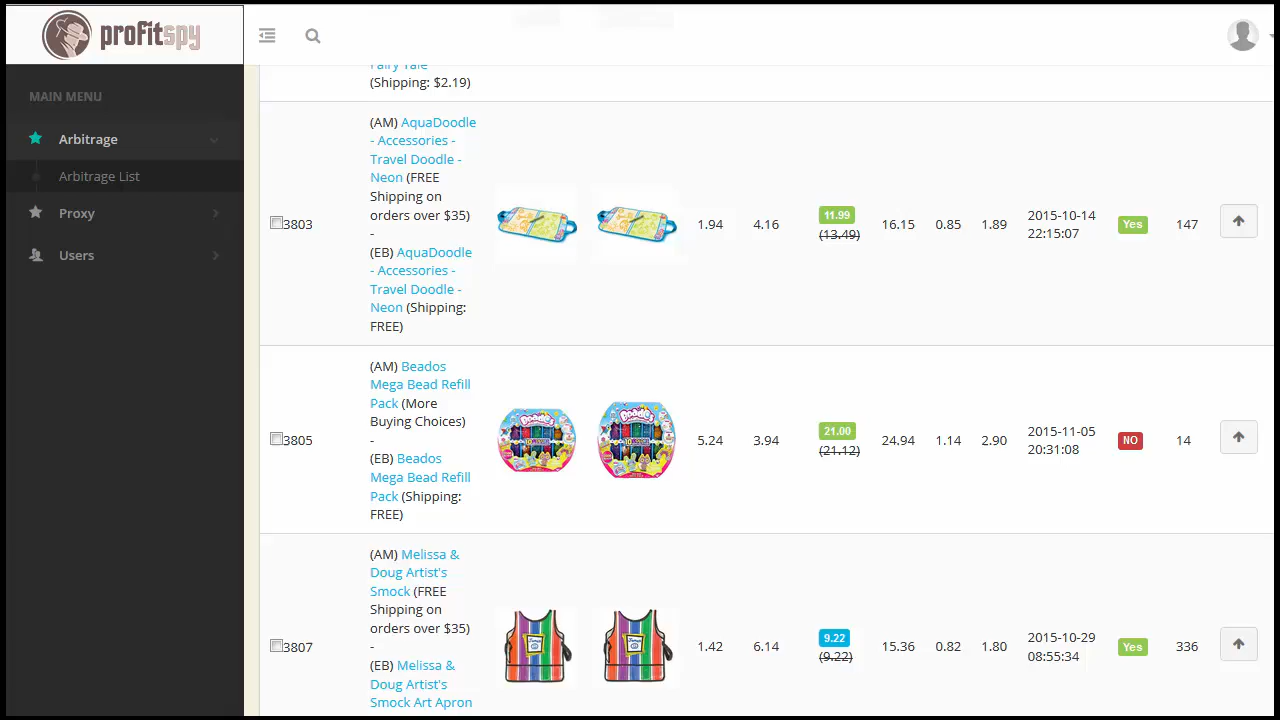 profitspy
MAIN MENU
Arbitrage
Arbitrage List
Proxy
Users
Fairy Tale
(Shipping: $2.19)
3803
(AM) AquaDoodle
- Accessories -
Travel Doodle -
Neon (FREE
Shipping on
orders over $35)
-
(EB) AquaDoodle
- Accessories -
Travel Doodle -
Neon (Shipping:
FREE)
1.94
4.16
11.99
(13.49)
16.15
0.85
1.89
2015-10-14
22:15:07
Yes
147
3805
(AM) Beados
Mega Bead Refill
Pack (More
Buying Choices)
-
(EB) Beados
Mega Bead Refill
Pack (Shipping:
FREE)
5.24
3.94
21.00
(21.12)
24.94
1.14
2.90
2015-11-05
20:31:08
NO
14
3807
(AM) Melissa &
Doug Artist's
Smock (FREE
Shipping on
orders over $35)
-
(EB) Melissa &
Doug Artist's
Smock Art Apron
1.42
6.14
9.22
(9.22)
15.36
0.82
1.80
2015-10-29
08:55:34
Yes
336